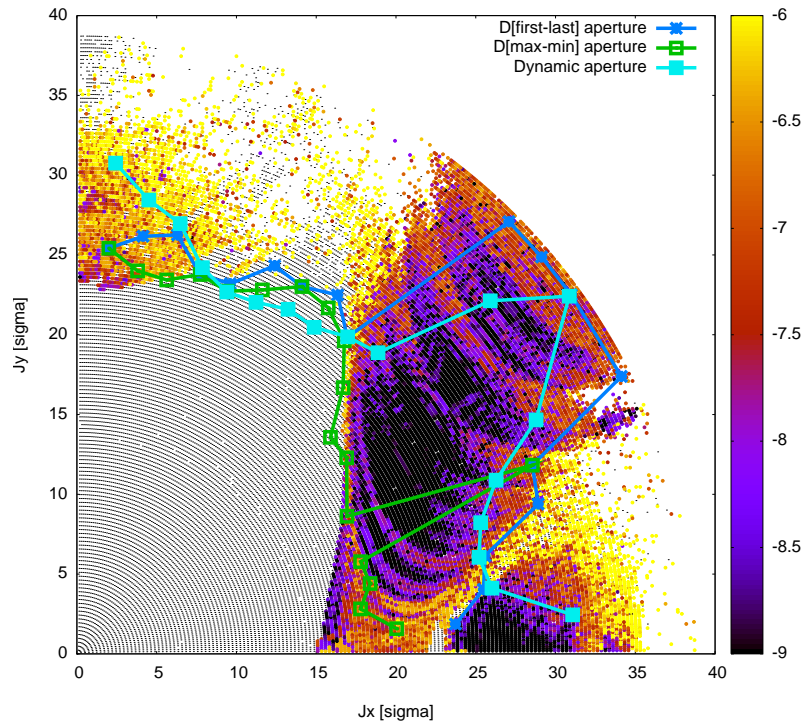 D[first-last] aperture
D[max-min] aperture
Dynamic aperture
40
35
30
25
20
15
10
5
0
Jy [sigma]
0 5 10 15 20 25 30 35 40
Jx [sigma]
-6
-6.5
-7
-7.5
-8
-8.5
-9